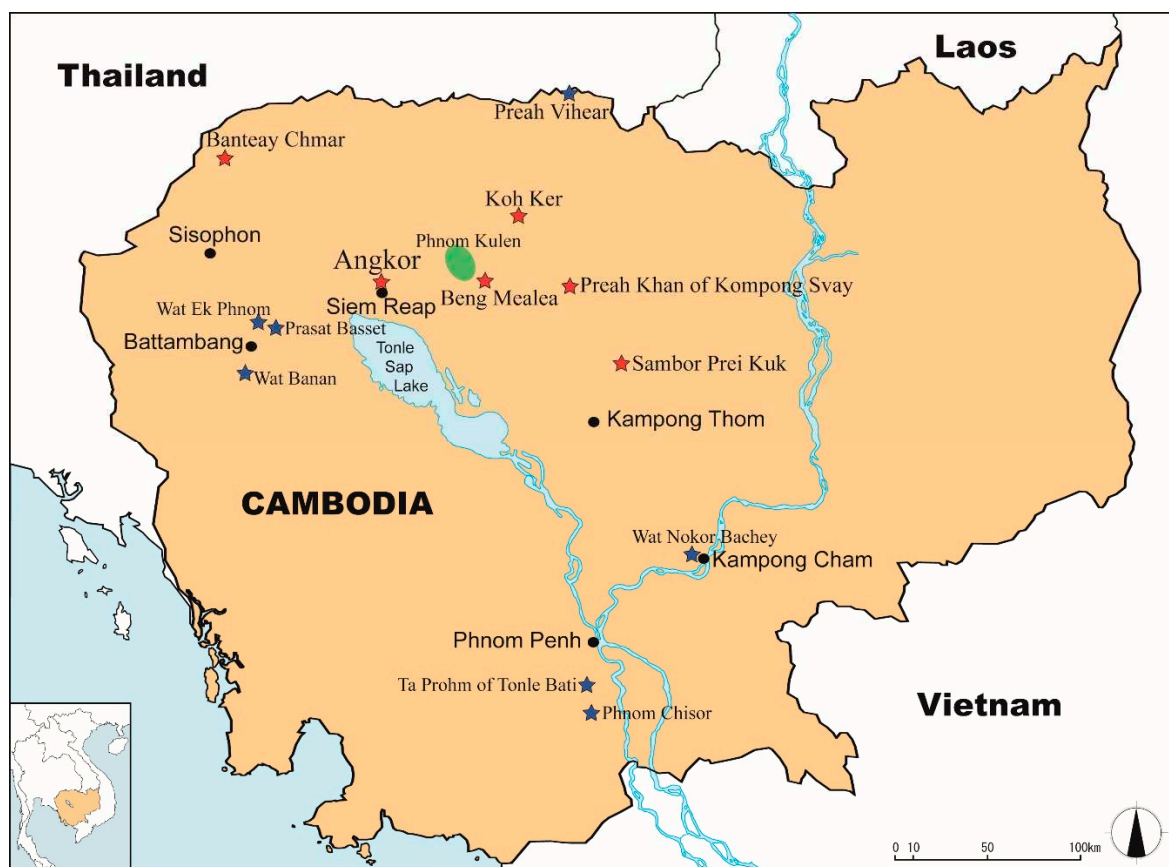 Laos
Thailand
Preah Vihear
Banteay Chmar
Koh Ker
Sisophon
Phnom Kulen
Angkor
Siem Reap
Beng Mealea
Preah Khan of Kompong Svay
Wat Ek Phnom
Prasat Basset
Battambang
Tonle
Sap
Lake
Wat Banan
Sambor Prei Kuk
Kampong Thom
CAMBODIA
Wat Nokor Bachey
Kampong Cham
Phnom Penh
Ta Prohm of Tonle Bati
Phnom Chisor
Vietnam
0 10 50 100km